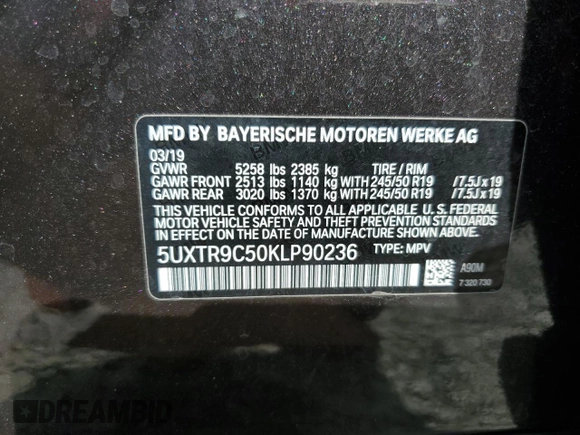 MFD BY BAYERISCHE MOTOREN WERKE AG
03/19
GVWR 5258 lbs 2385 kg TIRE / RIM
GAWR FRONT 2513 lbs 1140 kg WITH 245/50 R19 /7.5J x 19
GAWR REAR 3020 lbs 1370 kg WITH 245/50 R19 /7.5J x 19
THIS VEHICLE CONFORMS TO ALL APPLICABLE U. S. FEDERAL
MOTOR VEHICLE SAFETY AND THEFT PREVENTION STANDARDS
IN EFFECT ON THE DATE OF MANUFACTURE SHOWN ABOVE.
5UXTR9C50KLP90236 TYPE: MPV
A90M
7 320 730
DREAMBID